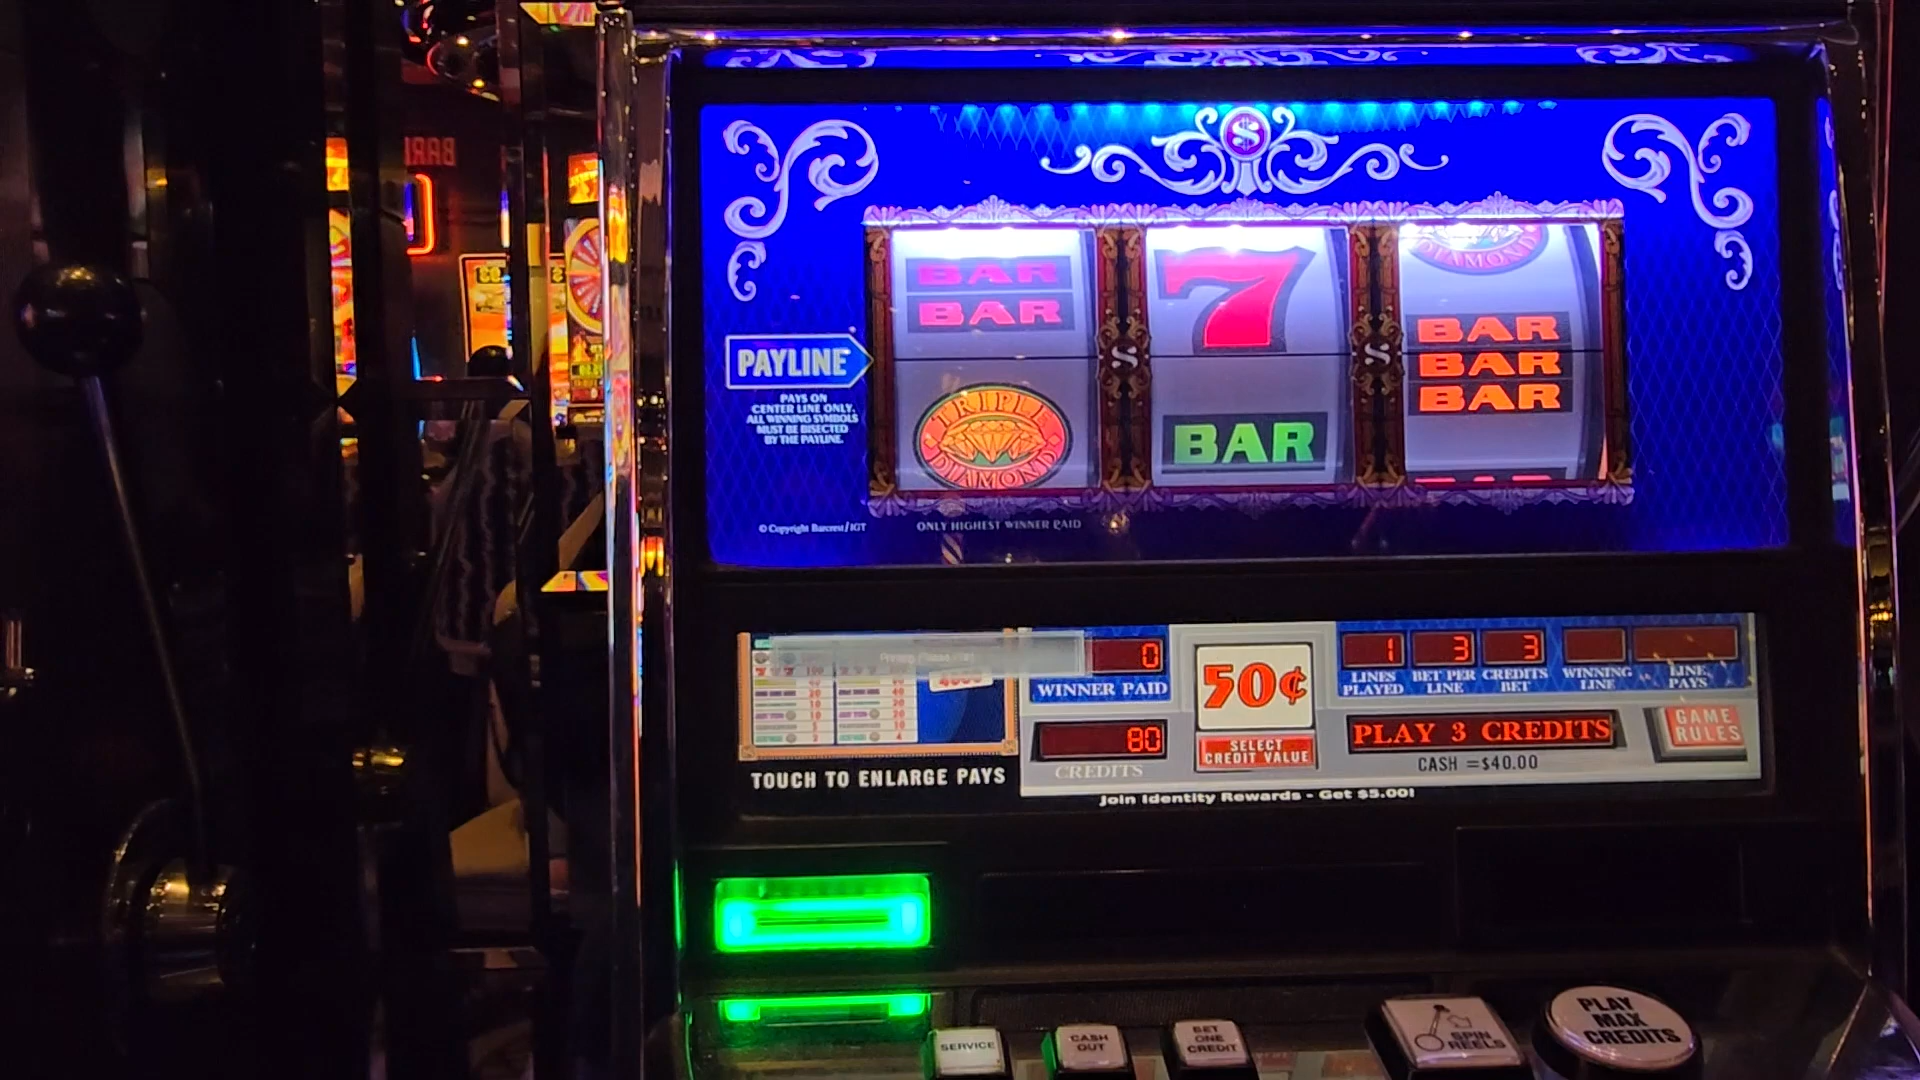 BAR
BAR
7
DIAMOND
BAR
BAR
BAR
PAYLINE
PAYS ON
CENTER LINE ONLY.
ALL WINNING SYMBOLS
MUST BE BISECTED
BY THE PAYLINE.
TRIPLE
DIAMOND
BAR
© Copyright Barcrest/IGT
ONLY HIGHEST WINNER PAID
0
WINNER PAID
80
CREDITS
50¢
SELECT
CREDIT VALUE
1
LINES
PLAYED
3
BET PER
LINE
3
CREDITS
BET
WINNING
LINE
LINE
PAYS
PLAY 3 CREDITS
CASH =$40.00
GAME
RULES
TOUCH TO ENLARGE PAYS
Join Identity Rewards - Get $5.00!
SERVICE
CASH
OUT
BET
ONE
CREDIT
SPIN
REELS
PLAY
MAX
CREDITS